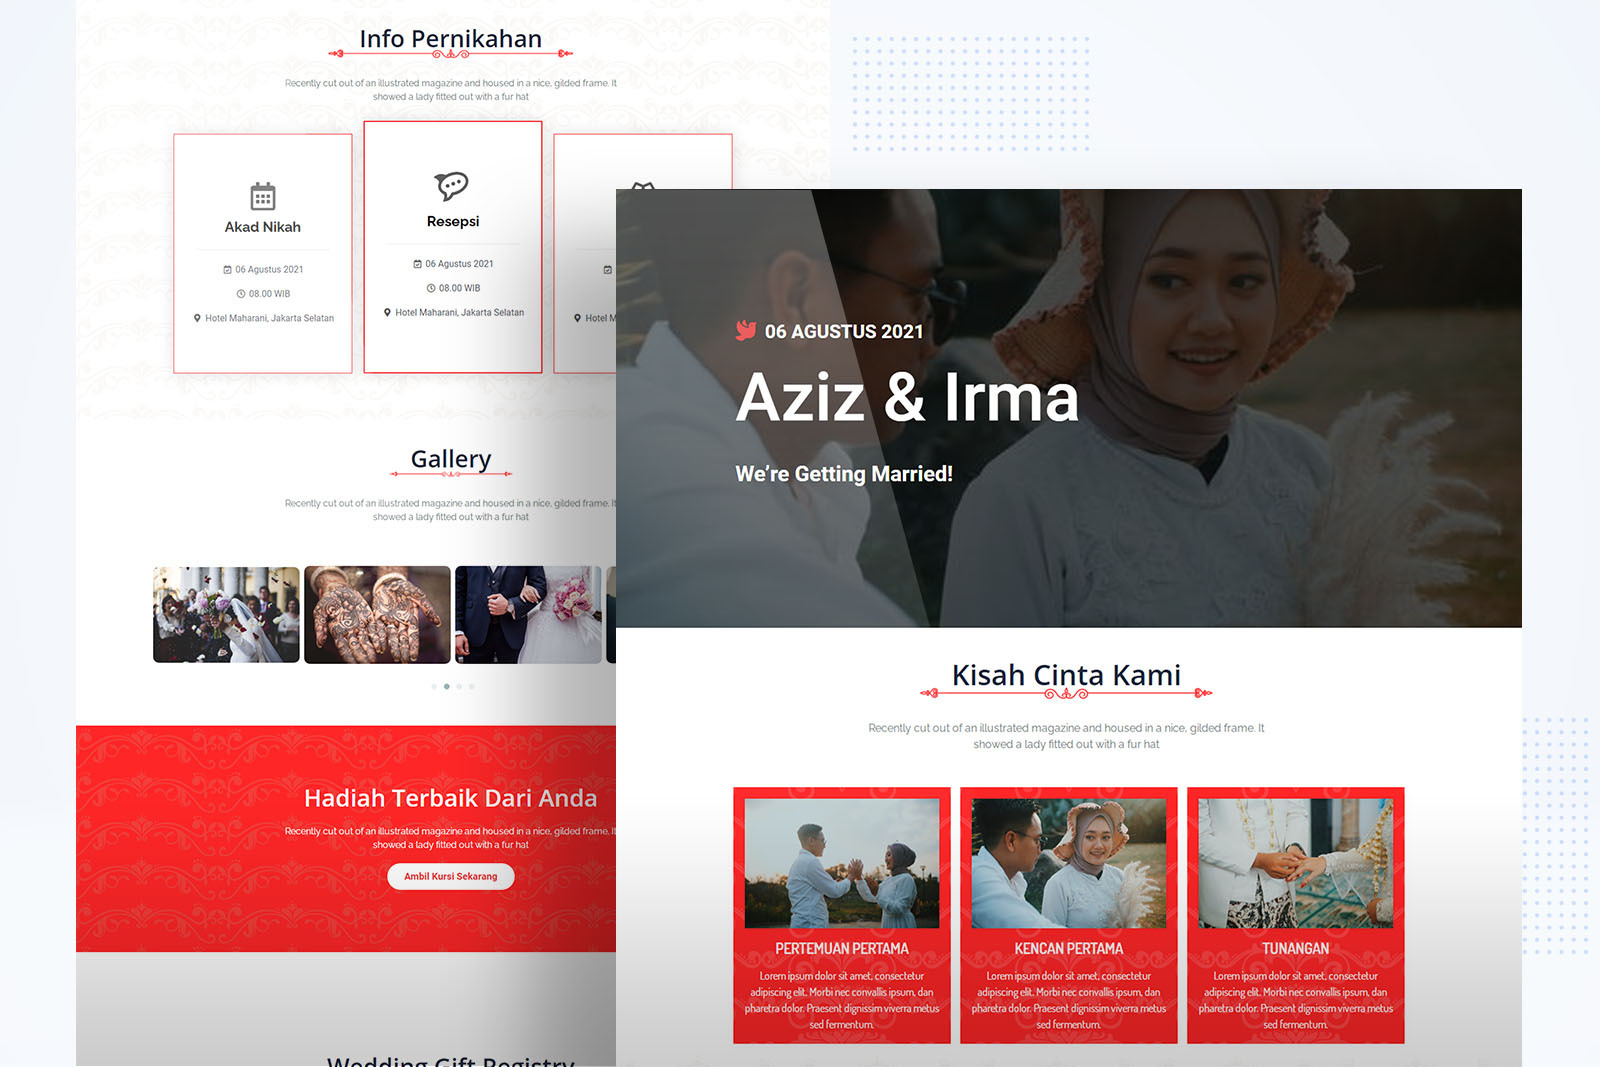 Info Pernikahan
Recently cut out of an illustrated magazine and housed in a nice, gilded frame. It
showed a lady fitted out with a fur hat
Akad Nikah
06 Agustus 2021
08.00 WIB
Hotel Maharani, Jakarta Selatan
Resepsi
06 Agustus 2021
08.00 WIB
Hotel Maharani, Jakarta Selatan
Hotel M
Gallery
Recently cut out of an illustrated magazine and housed in a nice, gilded frame. It
showed a lady fitted out with a fur hat
Hadiah Terbaik Dari Anda
Recently cut out of an illustrated magazine and housed in a nice, gilded frame. It
showed a lady fitted out with a fur hat
Ambil Kursi Sekarang
Wedding Gift Registry
06 AGUSTUS 2021
Aziz & Irma
We're Getting Married!
Kisah Cinta Kami
Recently cut out of an illustrated magazine and housed in a nice, gilded frame. It
showed a lady fitted out with a fur hat
PERTEMUAN PERTAMA
Lorem ipsum dolor sit amet, consectetur
adipiscing elit. Morbi nec convallis ipsum, dan
pharetra dolor. Praesent dignissim viverra metus
sed fermentum.
KENCAN PERTAMA
Lorem ipsum dolor sit amet, consectetur
adipiscing elit. Morbi nec convallis ipsum, dan
pharetra dolor. Praesent dignissim viverra metus
sed fermentum.
TUNANGAN
Lorem ipsum dolor sit amet, consectetur
adipiscing elit. Morbi nec convallis ipsum, dan
pharetra dolor. Praesent dignissim viverra metus
sed fermentum.